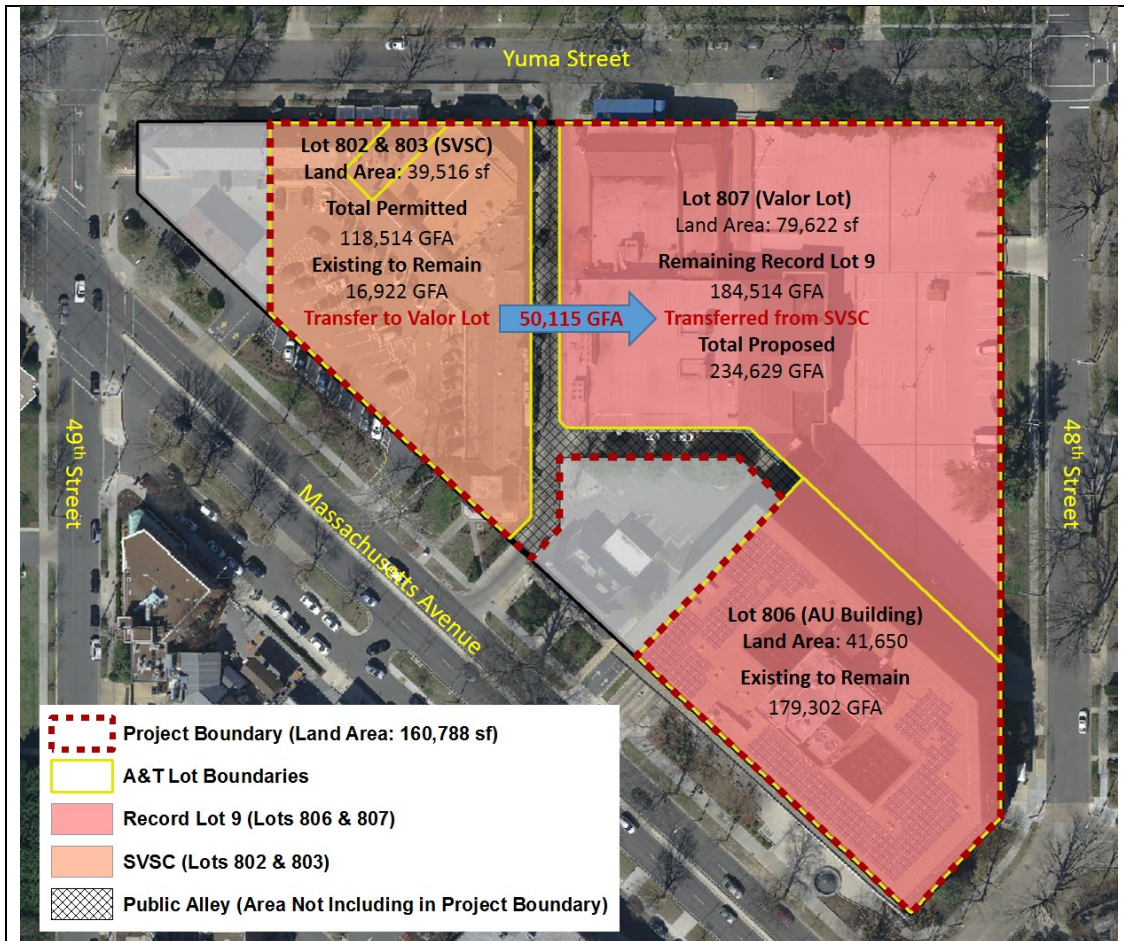 Yuma Street
Lot 802 & 803 (SVSC)
Land Area: 39,516 sf
Total Permitted
118,514 GFA
Existing to Remain
16,922 GFA
Transfer to Valor Lot
50,115 GFA
Lot 807 (Valor Lot)
Land Area: 79,622 sf
Remaining Record Lot 9
184,514 GFA
Transferred from SVSC
Total Proposed
234,629 GFA
49th Street
Massachusetts Avenue
48th Street
Lot 806 (AU Building)
Land Area: 41,650
Existing to Remain
179,302 GFA
Project Boundary (Land Area: 160,788 sf)
A&T Lot Boundaries
Record Lot 9 (Lots 806 & 807)
SVSC (Lots 802 & 803)
Public Alley (Area Not Including in Project Boundary)